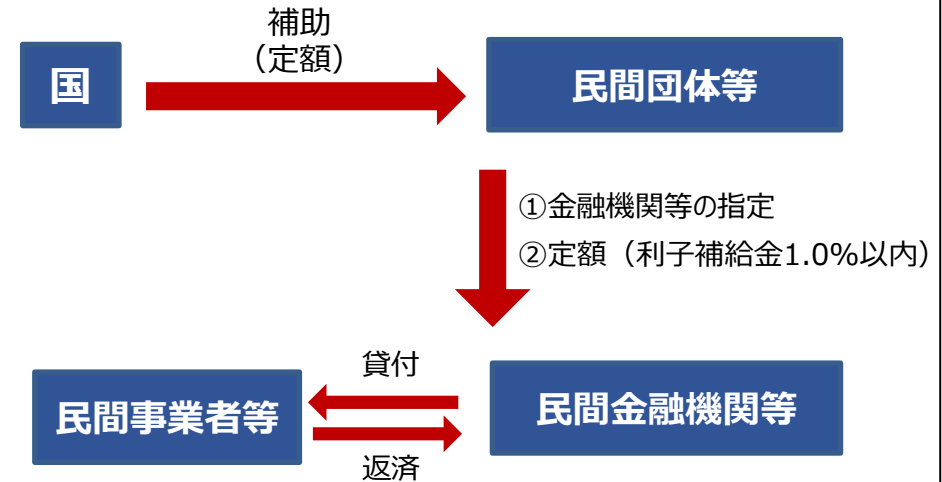 補助
（定額）
国
民間団体等
①金融機関等の指定
②定額（利子補給金1.0%以内）
貸付
民間事業者等
民間金融機関等
返済